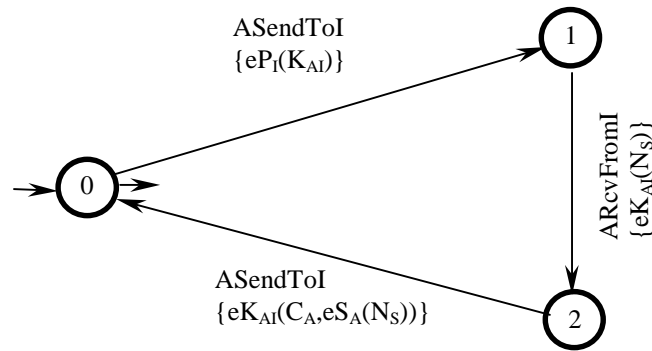 ASendToI
{eP_I(K_AI)}
1
0
ARcvFromI
{eK_AI(N_S)}
ASendToI
{eK_AI(C_A,eS_A(N_S))}
2